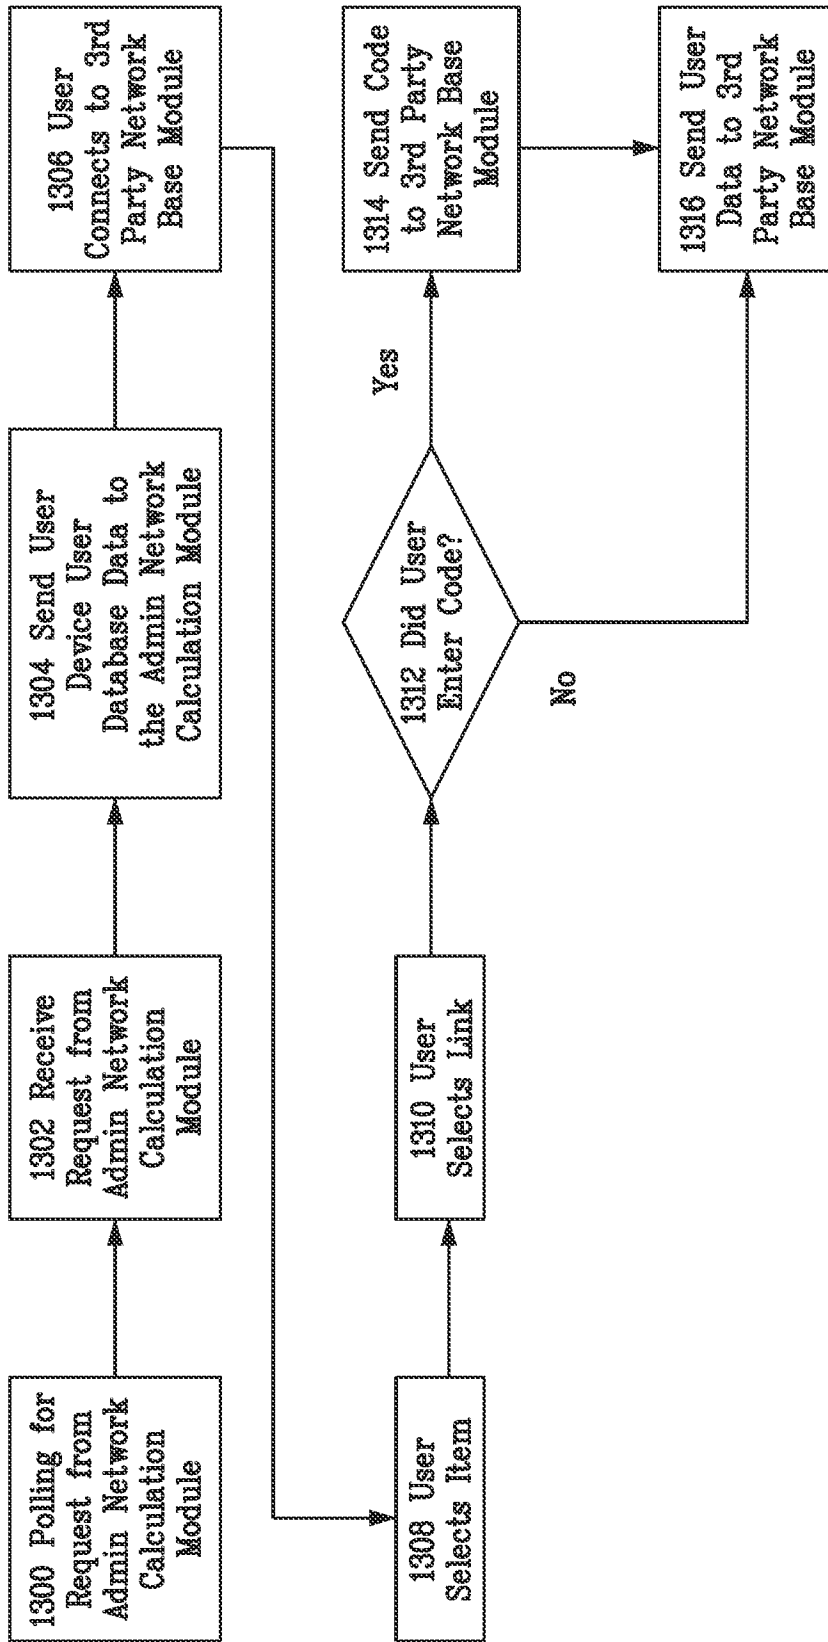 1300 Polling for
Request from
Admin Network
Calculation
Module
1302 Receive
Request from
Admin Network
Calculation
Module
1304 Send User
Device User
Database Data to
the Admin Network
Calculation Module
1306 User
Connects to 3rd
Party Network
Base Module
1308 User
Selects Item
1310 User
Selects Link
1312 Did User
Enter Code?
Yes
No
1314 Send Code
to 3rd Party
Network Base
Module
1316 Send User
Data to 3rd
Party Network
Base Module